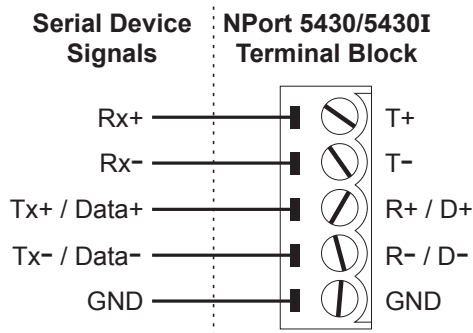 Serial Device Signals
NPort 5430/5430I Terminal Block
Rx+ T+
Rx- T-
Tx+ / Data+ R+ / D+
Tx- / Data- R- / D-
GND GND